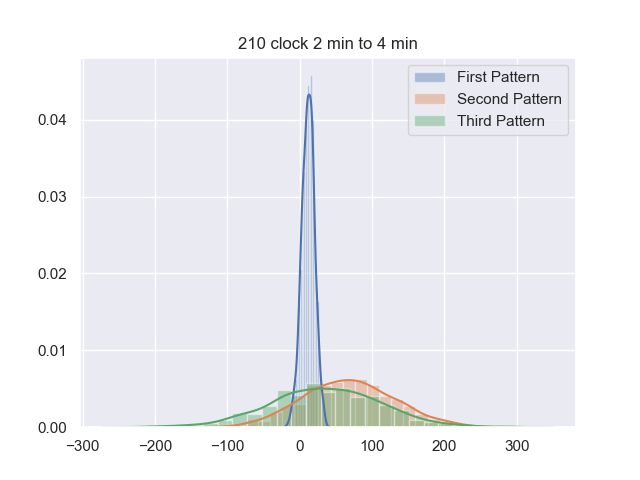 210 clock 2 min to 4 min
First Pattern
Second Pattern
Third Pattern
0.04
0.03
0.02
0.01
0.00
−300 −200 −100 0 100 200 300